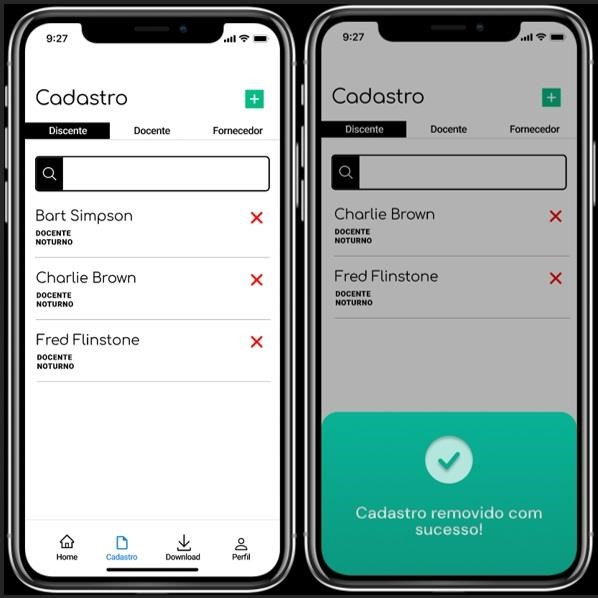 9:27
Cadastro
Discente Docente Fornecedor
Bart Simpson
DOCENTE
NOTURNO
Charlie Brown
DOCENTE
NOTURNO
Fred Flinstone
DOCENTE
NOTURNO
Home Cadastro Download Perfil
9:27
Cadastro
Discente Docente Fornecedor
Charlie Brown
DOCENTE
NOTURNO
Fred Flinstone
DOCENTE
NOTURNO
Cadastro removido com
sucesso!